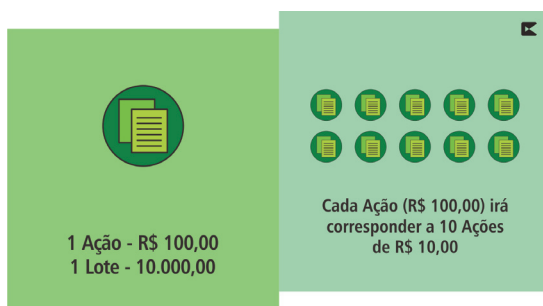 1 Ação - R$ 100,00
1 Lote - 10.000,00
Cada Ação (R$ 100,00) irá
corresponder a 10 Ações
de R$ 10,00